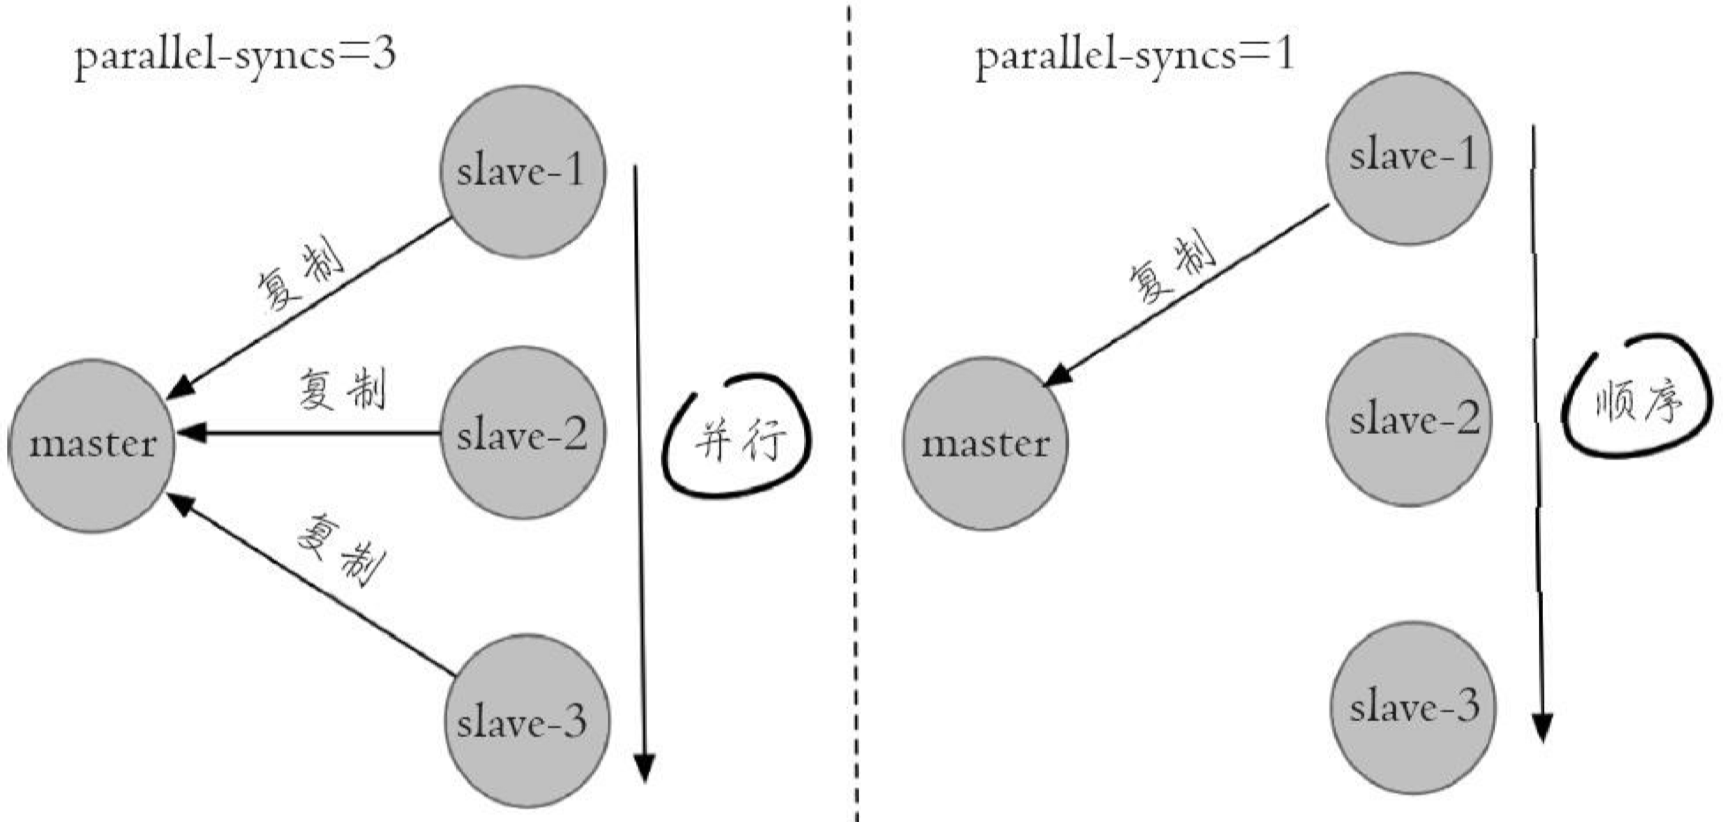 parallel-syncs=3
slave-1
复制
复制
master
slave-2
并行
复制
slave-3
parallel-syncs=1
slave-1
复制
master
slave-2
顺序
slave-3